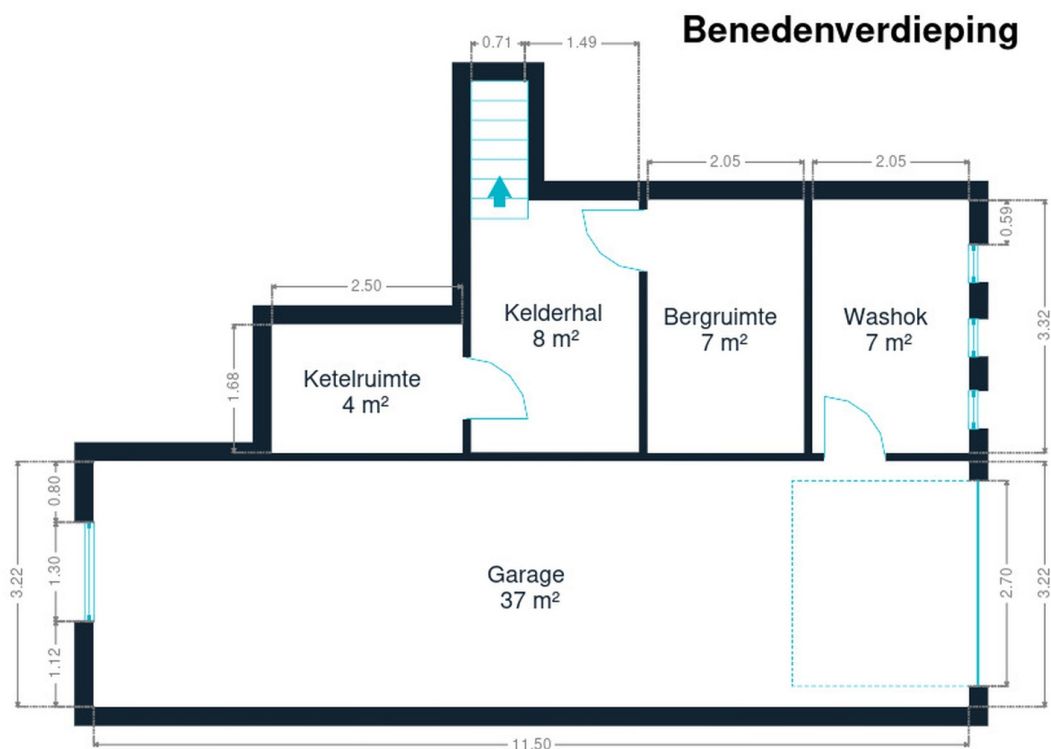 Benedenverdieping
0.71
1.49
2.05
2.05
0.59
2.50
Kelderhal
8 m²
Bergruimte
7 m²
Washok
7 m²
3.32
1.68
Ketelruimte
4 m²
0.80
3.22
1.30
Garage
37 m²
2.70
3.22
1.12
11.50